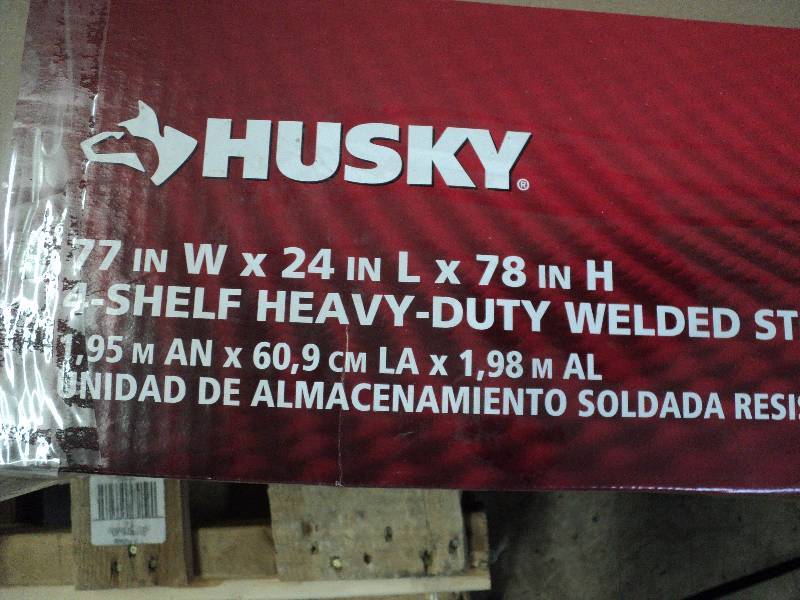 HUSKY®
77 IN W x 24 IN L x 78 IN H
4-SHELF HEAVY-DUTY WELDED ST
1,95 M AN x 60,9 CM LA x 1,98 M AL
UNIDAD DE ALMACENAMIENTO SOLDADA RESIS